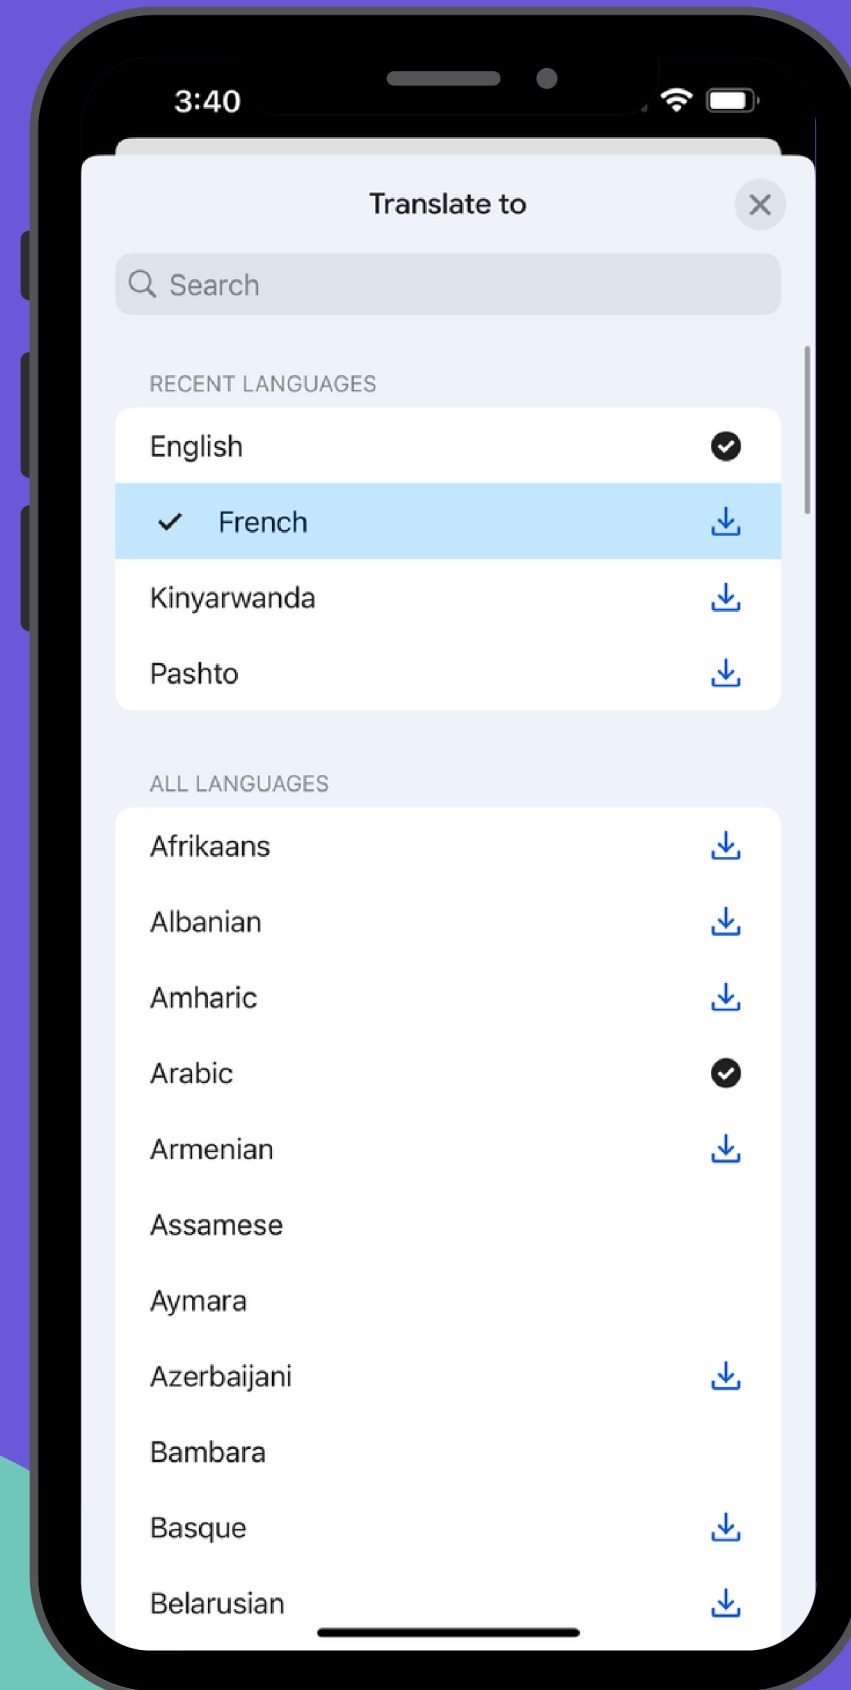 3:40
Translate to
Search
RECENT LANGUAGES
English
French
Kinyarwanda
Pashto
ALL LANGUAGES
Afrikaans
Albanian
Amharic
Arabic
Armenian
Assamese
Aymara
Azerbaijani
Bambara
Basque
Belarusian